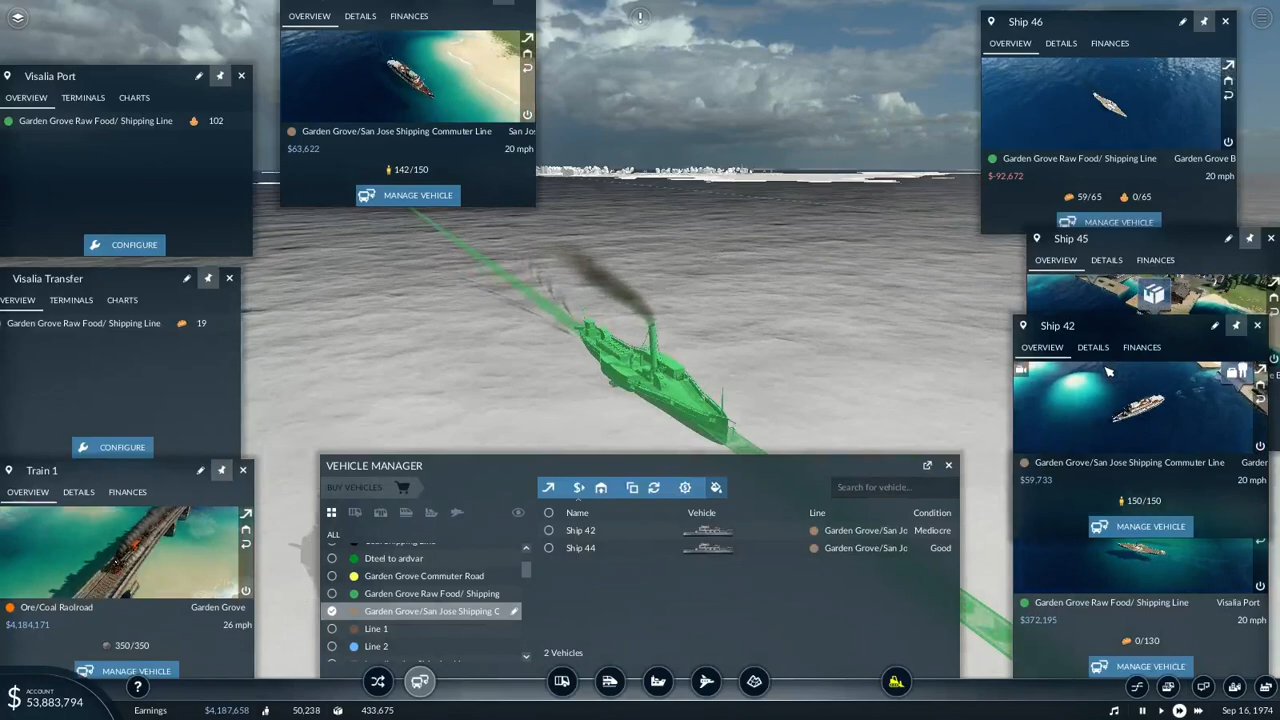 Visalia Port
OVERVIEW TERMINALS CHARTS
Garden Grove Raw Food/ Shipping Line 102
CONFIGURE
Visalia Transfer
VERVIEW TERMINALS CHARTS
Garden Grove Raw Food/ Shipping Line 19
CONFIGURE
Train 1
OVERVIEW DETAILS FINANCES
Ore/Coal Raolroad Garden Grove
$4,184,171 26 mph
350/350
MANAGE VEHICLE
OVERVIEW DETAILS FINANCES
Garden Grove/San Jose Shipping Commuter Line San Jos
$63,622 20 mph
142/150
MANAGE VEHICLE
Ship 46
OVERVIEW DETAILS FINANCES
Garden Grove Raw Food/ Shipping Line Garden Grove B
$-92,672 20 mph
59/65 0/65
MANAGE VEHICLE
Ship 45
OVERVIEW DETAILS FINANCES
Ship 42
OVERVIEW DETAILS FINANCES
Garden Grove/San Jose Shipping Commuter Line Garder
$59,733 20 mph
150/150
MANAGE VEHICLE
Garden Grove Raw Food/ Shipping Line Visalia Port
$372,195 20 mph
0/130
MANAGE VEHICLE
VEHICLE MANAGER
BUY VEHICLES
Search for vehicle...
ALL
Name Vehicle Line Condition
Ship 42 Garden Grove/San Jo Mediocre
Ship 44 Garden Grove/San Jo Good
Dteel to ardvar
Garden Grove Commuter Road
Garden Grove Raw Food/ Shipping
Garden Grove/San Jose Shipping C
Line 1
Line 2
2 Vehicles
$ ACCOUNT
53,883,794
?
Earnings $4,187,658 50,238 433,675
Sep 16, 1974